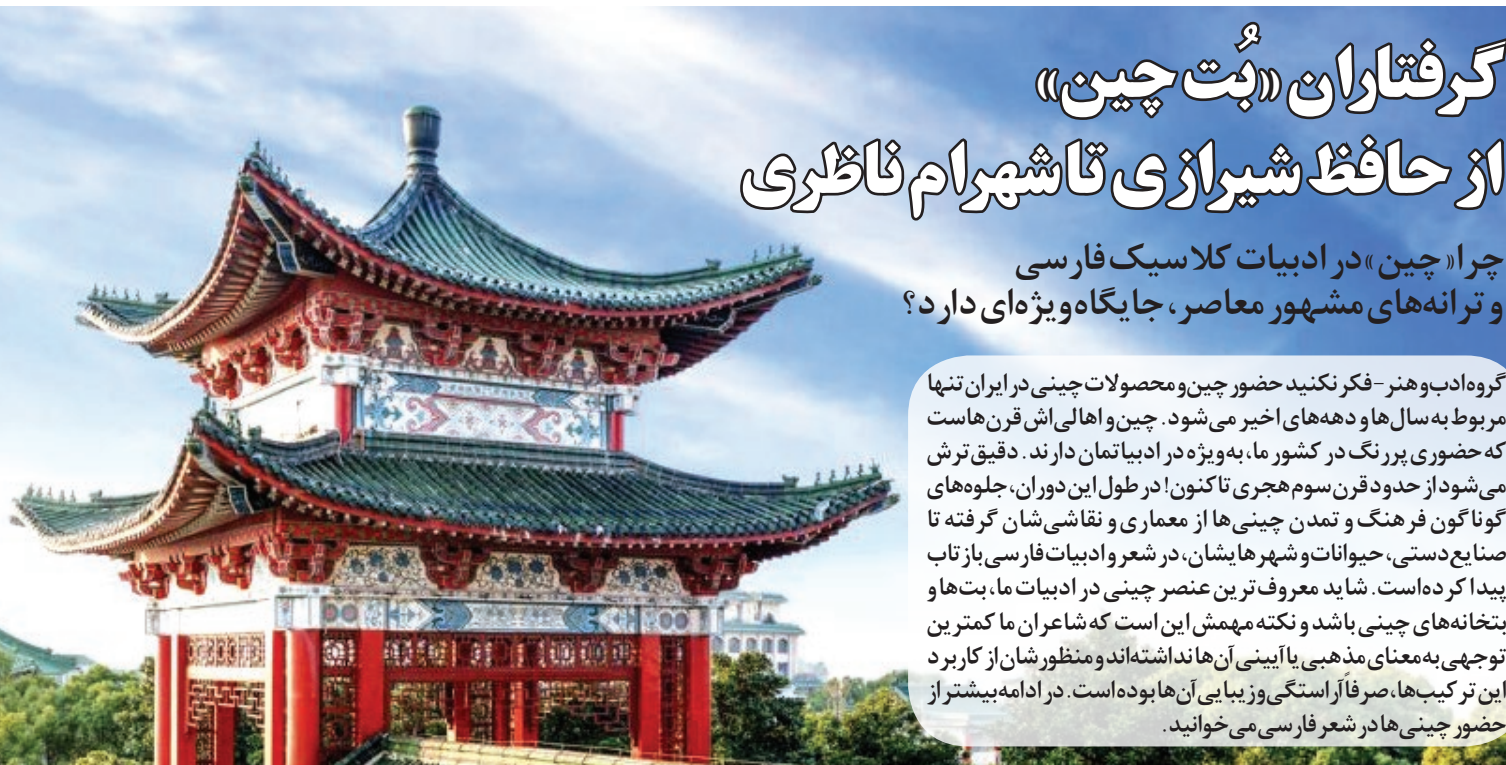 گرفتاران «بُت چین»
از حافظ شیرازی تا شهرام ناظری
چرا «چین» در ادبیات کلاسیک فارسی
و ترانه‌های مشهور معاصر، جایگاه ویژه‌ای دارد؟
گروه ادب و هنر - فکر نکنید حضور چین و محصولات چینی در ایران تنها
مربوط به سال‌ها و دهه‌های اخیر می‌شود. چین و اهالی‌اش قرن‌هاست
که حضوری پررنگ در کشور ما، به‌ویژه در ادبیاتمان دارند. دقیق‌ترش
می‌شود از حدود قرن سوم هجری تاکنون! در طول این دوران، جلوه‌های
گوناگون فرهنگ و تمدن چینی‌ها از معماری و نقاشی‌شان گرفته تا
صنایع‌دستی، حیوانات و شهرهایشان، در شعر و ادبیات فارسی بازتاب
پیدا کرده‌است. شاید معروف‌ترین عنصر چینی در ادبیات ما، بت‌ها و
بتخانه‌های چینی باشد و نکته مهمش این است که شاعران ما کمترین
توجهی به معنای مذهبی یا آیینی آن‌ها نداشته‌اند و منظورشان از کاربرد
این ترکیب‌ها، صرفاً آراستگی و زیبایی آن‌ها بوده‌است. در ادامه بیشتر از
حضور چینی‌ها در شعر فارسی می‌خوانید.